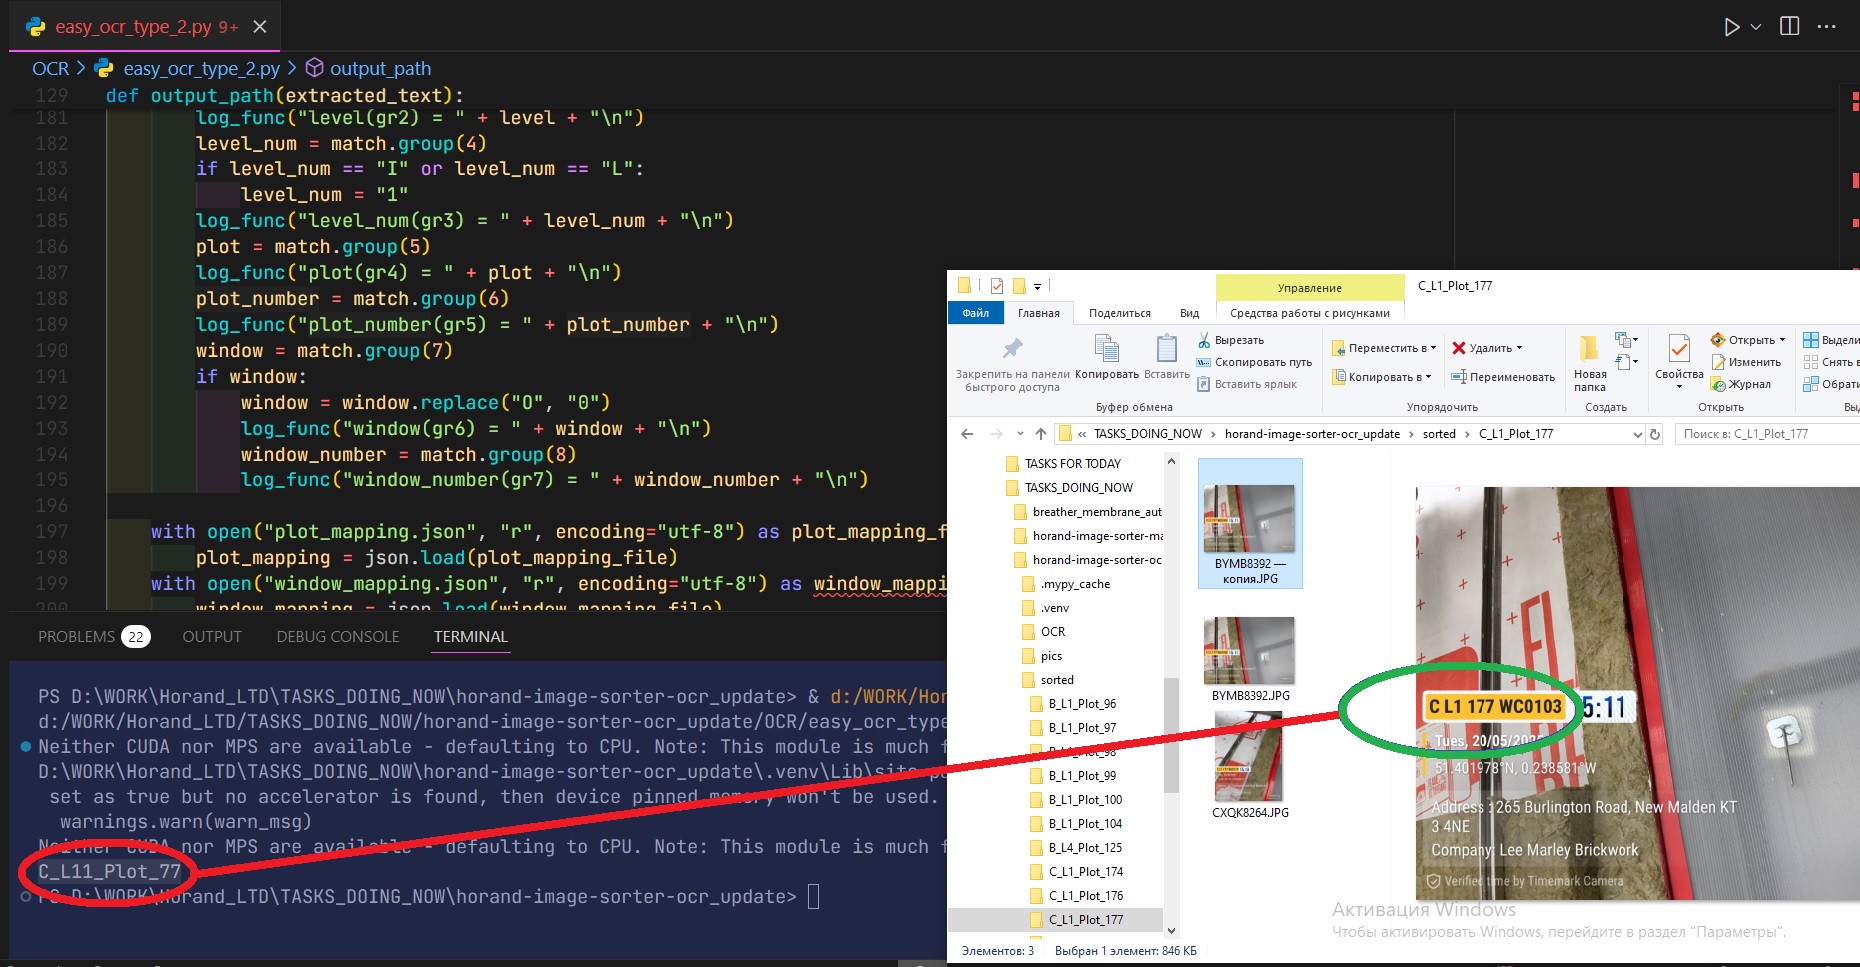 easy_ocr_type_2.py 9+
OCR > easy_ocr_type_2.py > output_path
129 def output_path(extracted_text):
181 log_func("level(gr2) = " + level + "\n")
182 level_num = match.group(4)
183 if level_num == "I" or level_num == "L":
184 level_num = "1"
185 log_func("level_num(gr3) = " + level_num + "\n")
186 plot = match.group(5)
187 log_func("plot(gr4) = " + plot + "\n")
188 plot_number = match.group(6)
189 log_func("plot_number(gr5) = " + plot_number + "\n")
190 window = match.group(7)
191 if window:
192 window = window.replace("O", "0")
193 log_func("window(gr6) = " + window + "\n")
194 window_number = match.group(8)
195 log_func("window_number(gr7) = " + window_number + "\n")
196
197 with open("plot_mapping.json", "r", encoding="utf-8") as plot_mapping_f
198 plot_mapping = json.load(plot_mapping_file)
199 with open("window_mapping.json", "r", encoding="utf-8") as window_mappi
200 window_mapping = json.load(window_mapping_file)
PROBLEMS 22 OUTPUT DEBUG CONSOLE TERMINAL
PS D:\WORK\Horand_LTD\TASKS_DOING_NOW\horand-image-sorter-ocr_update> & d:/WORK/Hor
d:/WORK/Horand_LTD/TASKS_DOING_NOW/horand-image-sorter-ocr_update/OCR/easy_ocr_type
Neither CUDA nor MPS are available - defaulting to CPU. Note: This module is much f
D:\WORK\Horand_LTD\TASKS_DOING_NOW\horand-image-sorter-ocr_update\.venv\Lib\site-pa
set as true but no accelerator is found, then device pinned memory won't be used.
warnings.warn(warn_msg)
Neither CUDA nor MPS are available - defaulting to CPU. Note: This module is much f
C_L11_Plot_77
PS D:\WORK\Horand_LTD\TASKS_DOING_NOW\horand-image-sorter-ocr_update>
Управление
C_L1_Plot_177
Файл Главная Поделиться Вид Средства работы с рисунками
Закрепить на панели быстрого доступа
Копировать
Вставить
Вырезать
Скопировать путь
Вставить ярлык
Буфер обмена
Переместить в
Копировать в
Удалить
Переименовать
Упорядочить
Новая папка
Создать
Свойства
Открыть
Изменить
Журнал
Открыть
Выдели
Снять в
Обрати
Выд
« TASKS_DOING_NOW > horand-image-sorter-ocr_update > sorted > C_L1_Plot_177
Поиск в: C_L1_Plot_177
TASKS FOR TODAY
TASKS_DOING_NOW
breather_membrane_aut
horand-image-sorter-ma
horand-image-sorter-oc
.mypy_cache
.venv
OCR
pics
sorted
B_L1_Plot_96
B_L1_Plot_97
B_L1_Plot_98
B_L1_Plot_99
B_L1_Plot_100
B_L1_Plot_104
B_L4_Plot_125
C_L1_Plot_174
C_L1_Plot_176
C_L1_Plot_177
BYMB8392 —
копия.JPG
BYMB8392.JPG
CXQK8264.JPG
C L1 177 WC0103
5:11
Tues, 20/05/202
51.401978°N, 0.238581°W
Address : 265 Burlington Road, New Malden KT
3 4NE
Company: Lee Marley Brickwork
Verified time by Timemark Camera
Активация Windows
Чтобы активировать Windows, перейдите в раздел "Параметры".
Элементов: 3 Выбран 1 элемент: 846 КБ